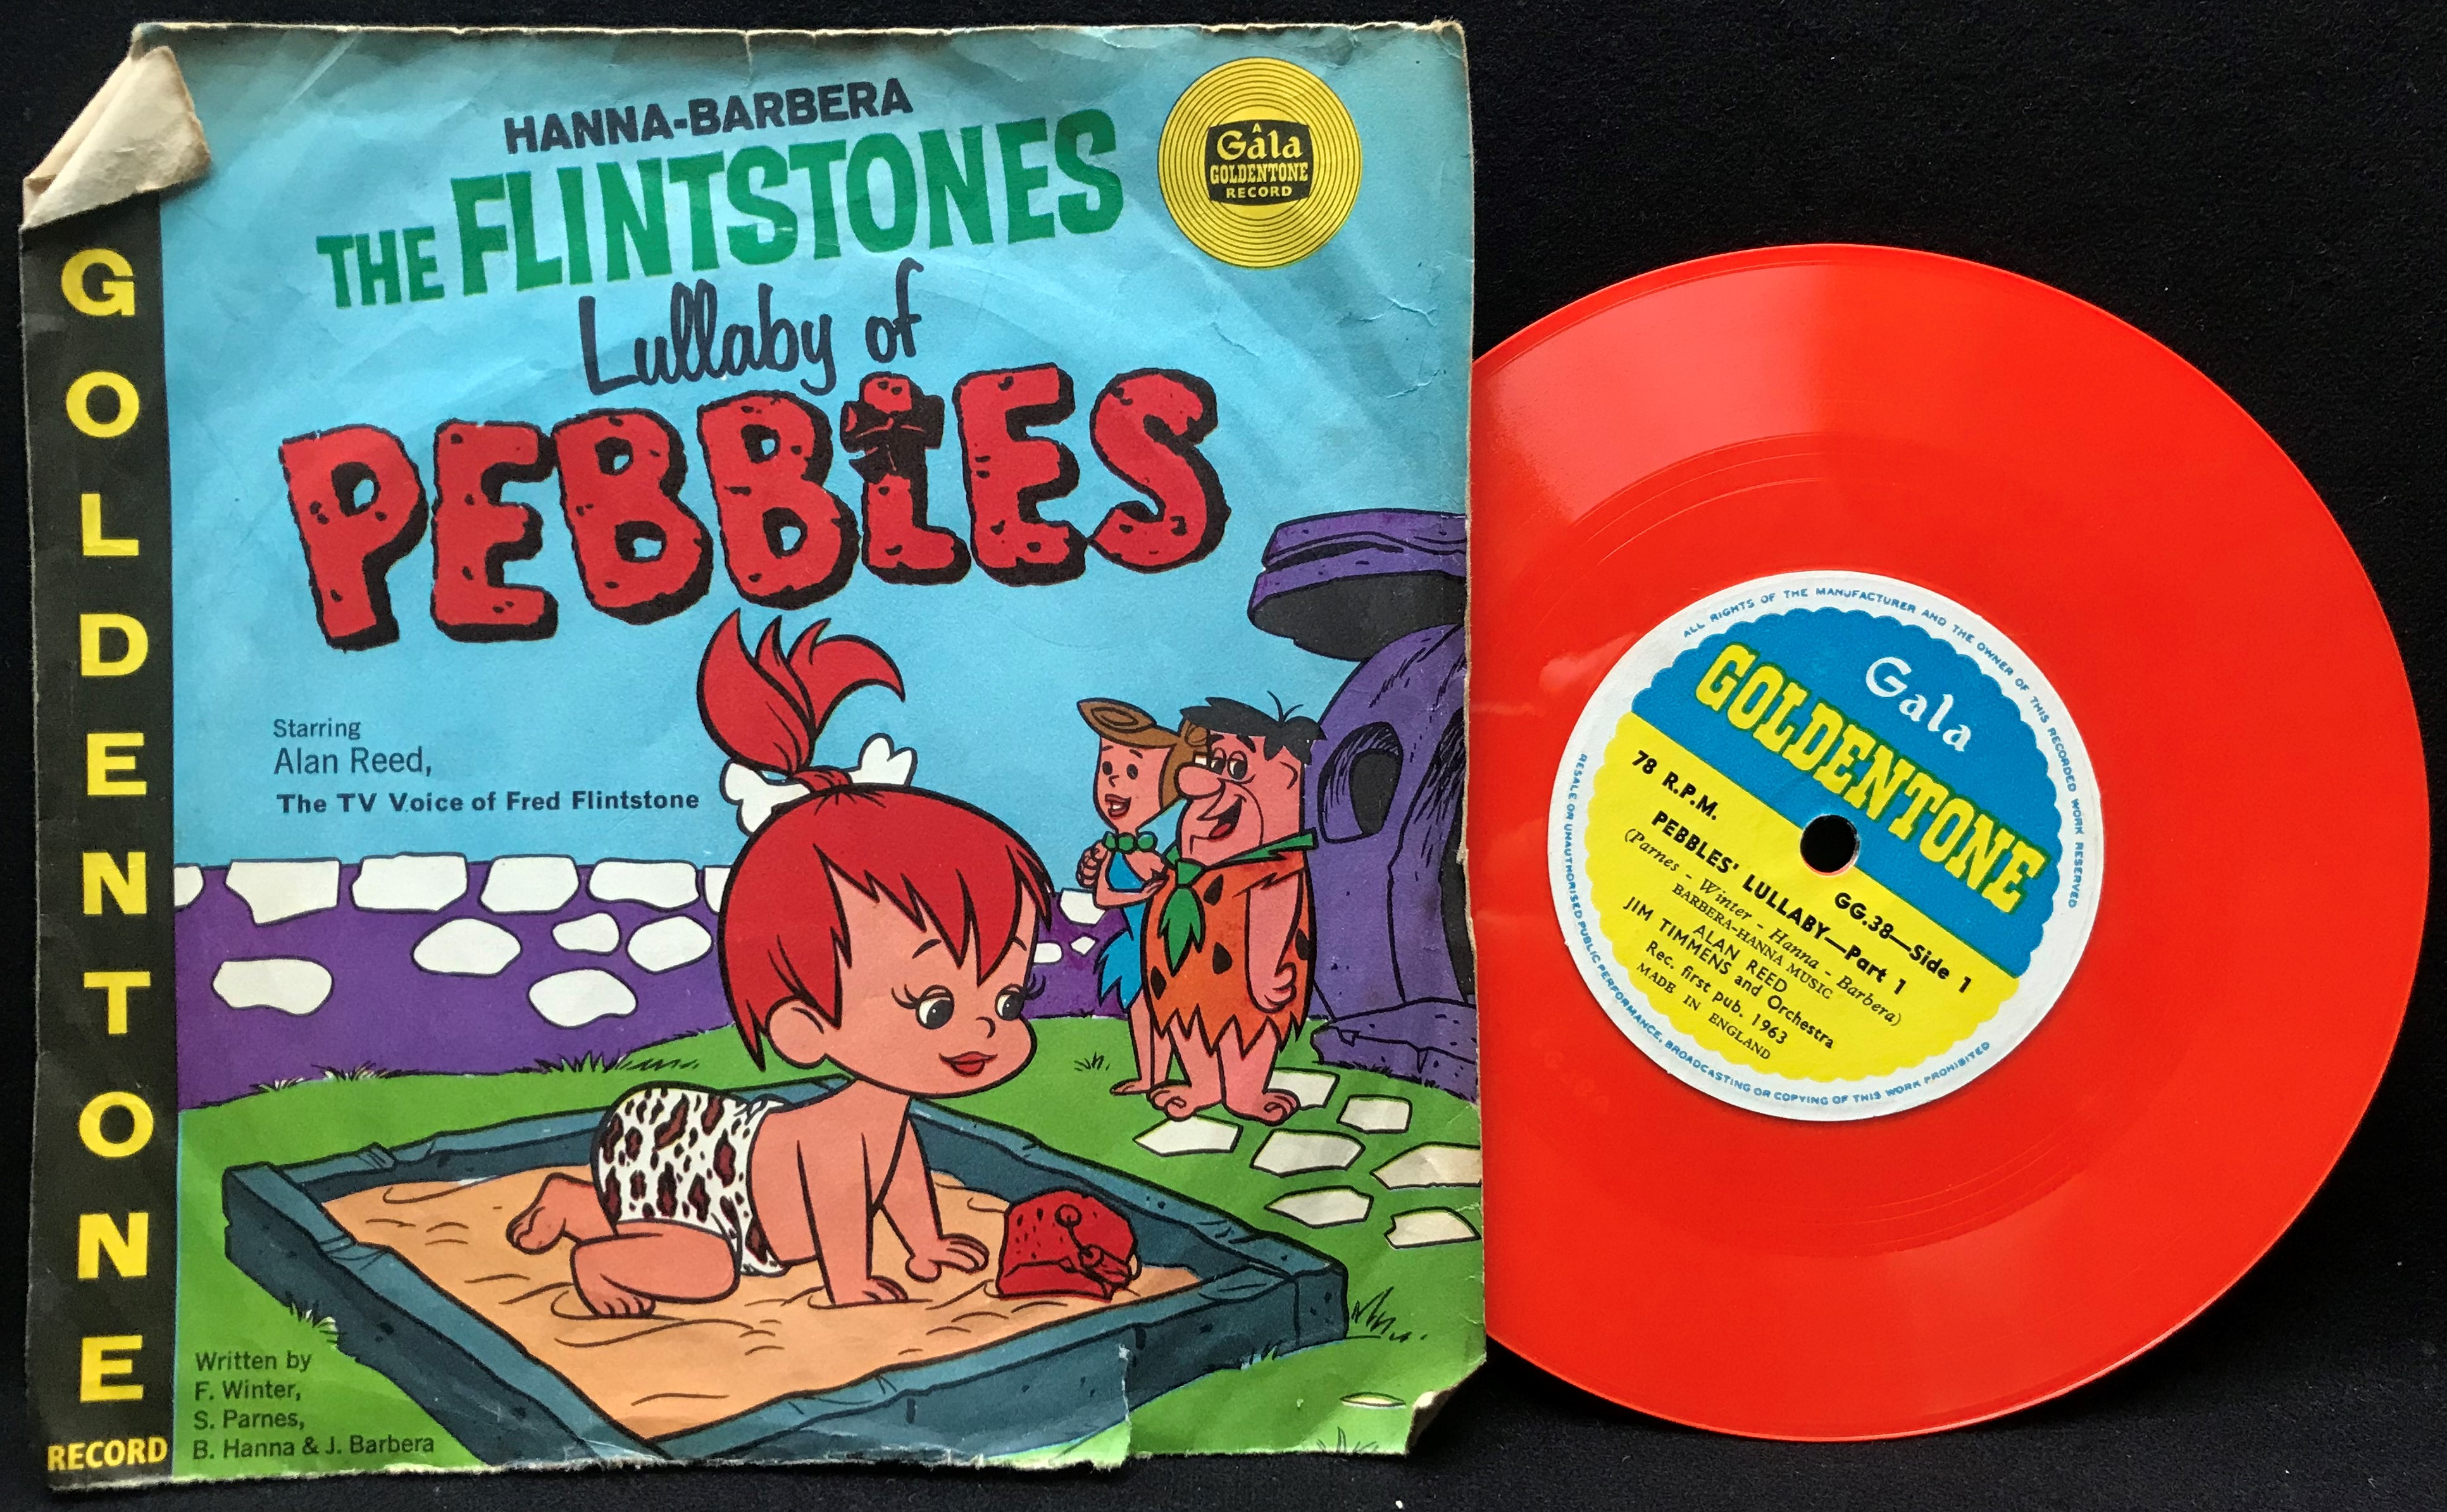 HANNA-BARBERA
THE FLINTSTONES
Lullaby of
PEBBLES
A
Gala
GOLDENTONE
RECORD
GOLDENTONE
RECORD
Starring
Alan Reed,
The TV Voice of Fred Flintstone
Written by
F. Winter,
S. Parnes,
B. Hanna & J. Barbera
ALL RIGHTS OF THE MANUFACTURER AND THE OWNER OF THIS RECORDED WORK RESERVED
RESALE OR UNAUTHORISED PUBLIC PERFORMANCE, BROADCASTING OR COPYING OF THIS WORK PROHIBITED
Gala
GOLDENTONE
78 R.P.M.
GG.38—Side 1
PEBBLES' LULLABY—Part 1
(Parnes - Winter - Hanna - Barbera)
BARBERA-HANNA MUSIC
ALAN REED
JIM TIMMENS and Orchestra
Rec. first pub. 1963
MADE IN ENGLAND